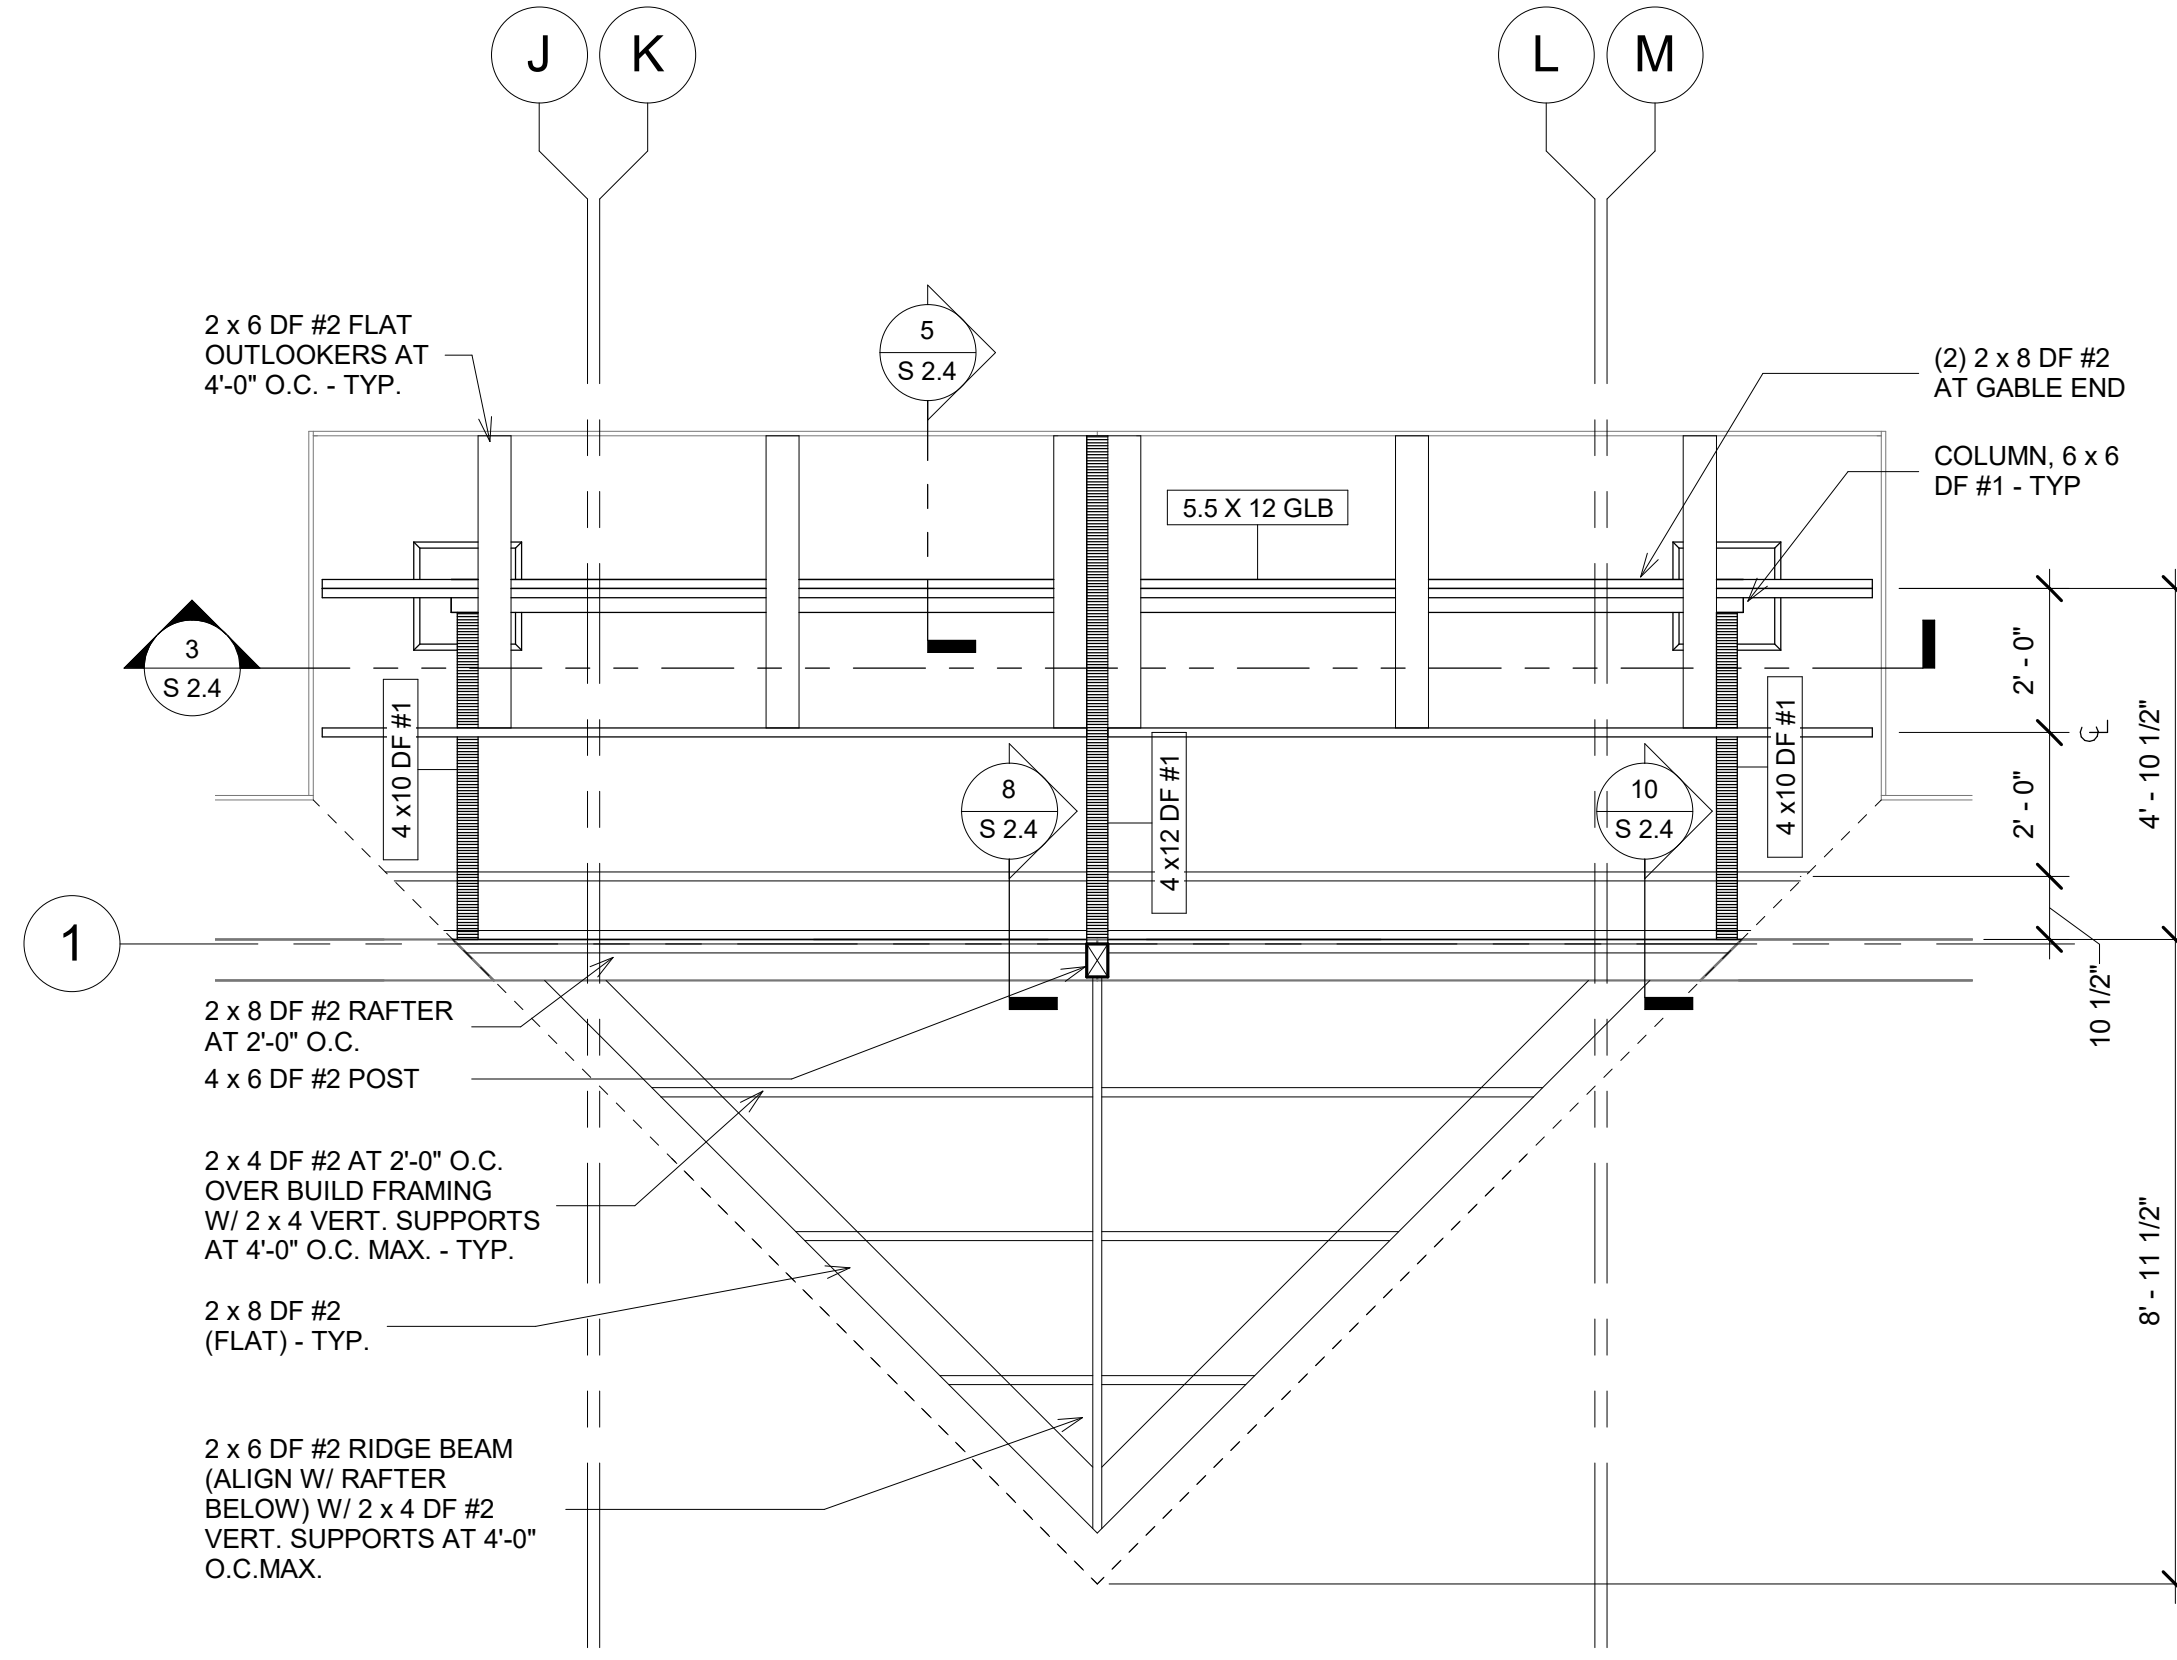 J
K
L
M
2 x 6 DF #2 FLAT
OUTLOOKERS AT
4'-0" O.C. - TYP.
5
S 2.4
(2) 2 x 8 DF #2
AT GABLE END
COLUMN, 6 x 6
DF #1 - TYP
5.5 X 12 GLB
3
S 2.4
4 x10 DF #1
8
S 2.4
4 x12 DF #1
10
S 2.4
4 x10 DF #1
2' - 0"
2' - 0"
CL
4' - 10 1/2"
10 1/2"
8' - 11 1/2"
1
2 x 8 DF #2 RAFTER
AT 2'-0" O.C.
4 x 6 DF #2 POST
2 x 4 DF #2 AT 2'-0" O.C.
OVER BUILD FRAMING
W/ 2 x 4 VERT. SUPPORTS
AT 4'-0" O.C. MAX. - TYP.
2 x 8 DF #2
(FLAT) - TYP.
2 x 6 DF #2 RIDGE BEAM
(ALIGN W/ RAFTER
BELOW) W/ 2 x 4 DF #2
VERT. SUPPORTS AT 4'-0"
O.C.MAX.